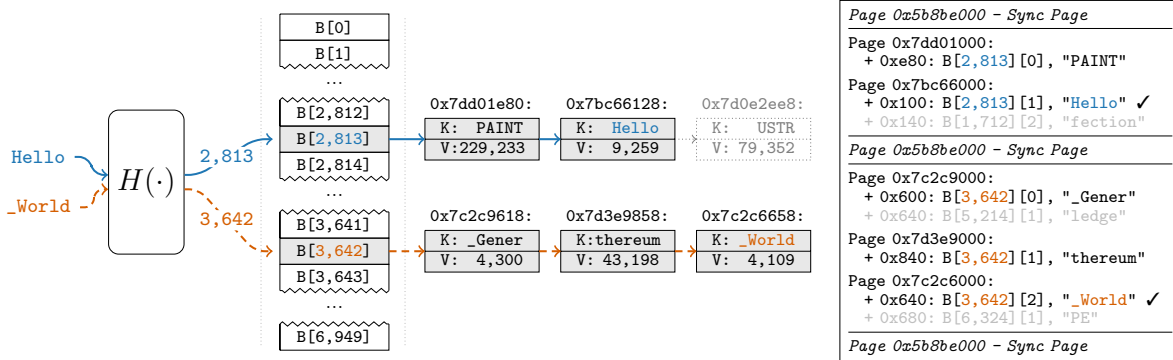 Hello
_World
H(·)
2,813
3,642
B[0]
B[1]
...
B[2,812]
B[2,813]
B[2,814]
...
B[3,641]
B[3,642]
B[3,643]
...
B[6,949]
0x7dd01e80:
K: PAINT
V:229,233
0x7bc66128:
K: Hello
V: 9,259
0x7d0e2ee8:
K: USTR
V: 79,352
0x7c2c9618:
K: _Gener
V: 4,300
0x7d3e9858:
K:thereum
V: 43,198
0x7c2c6658:
K: _World
V: 4,109
Page 0x5b8be000 – Sync Page
Page 0x7dd01000:
+ 0xe80: B[2,813][0], "PAINT"
Page 0x7bc66000:
+ 0x100: B[2,813][1], "Hello" ✓
+ 0x140: B[1,712][2], "fection"
Page 0x5b8be000 – Sync Page
Page 0x7c2c9000:
+ 0x600: B[3,642][0], "_Gener"
+ 0x640: B[5,214][1], "ledge"
Page 0x7d3e9000:
+ 0x840: B[3,642][1], "thereum"
Page 0x7c2c6000:
+ 0x640: B[3,642][2], "_World" ✓
+ 0x680: B[6,324][1], "PE"
Page 0x5b8be000 – Sync Page